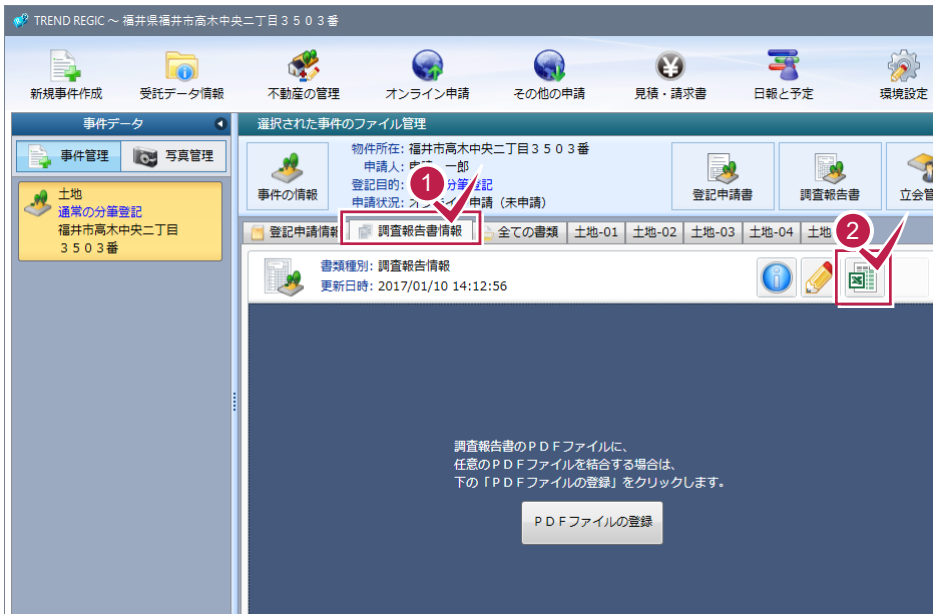 TREND REGIC ～ 福井県福井市高木中央二丁目３５０３番
新規事件作成 受託データ情報 不動産の管理 オンライン申請 その他の申請 見積・請求書 日報と予定 環境設定
事件データ
選択された事件のファイル管理
事件管理 写真管理
土地
通常の分筆登記
福井市高木中央二丁目
３５０３番
事件の情報
物件所在: 福井市高木中央二丁目３５０３番
申請人: 一郎
登記目的: 分筆登記
申請状況: 申請（未申請）
登記申請書 調査報告書 立会
1
登記申請情報 調査報告書情報 全ての書類 土地-01 土地-02 土地-03 土地-04 土地
2
書類種別: 調査報告情報
更新日時: 2017/01/10 14:12:56
調査報告書のＰＤＦファイルに、
任意のＰＤＦファイルを結合する場合は、
下の「ＰＤＦファイルの登録」をクリックします。
ＰＤＦファイルの登録